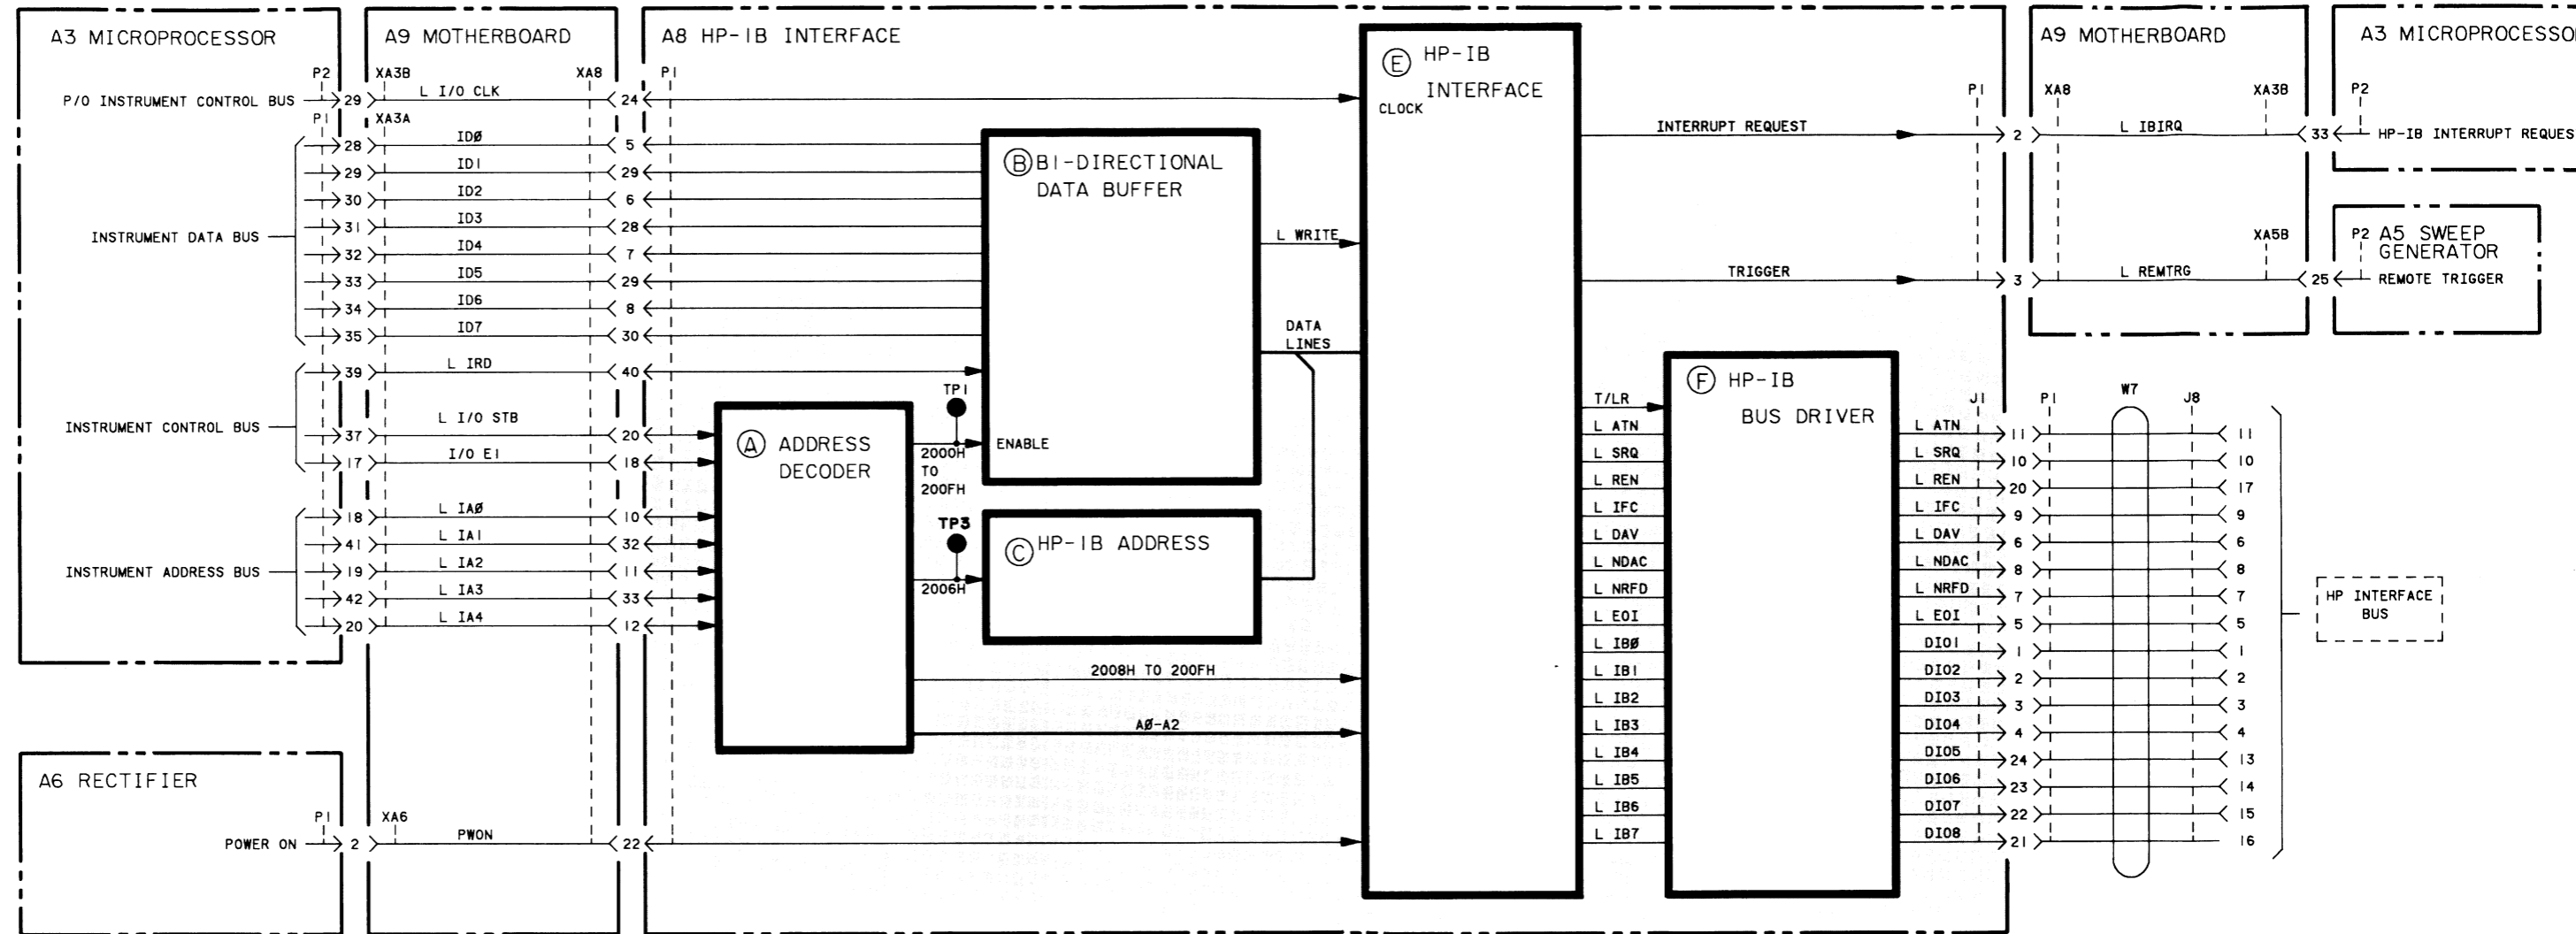 A3 MICROPROCESSOR
P2
P/O INSTRUMENT CONTROL BUS
29
P1
INSTRUMENT DATA BUS
28
29
30
31
32
33
34
35
INSTRUMENT CONTROL BUS
39
37
17
INSTRUMENT ADDRESS BUS
18
41
19
42
20
A6 RECTIFIER
P1
POWER ON
2
A9 MOTHERBOARD
XA3B
XA8
L I/O CLK
24
XA3A
ID0 5
ID1 29
ID2 6
ID3 28
ID4 7
ID5 29
ID6 8
ID7 30
L IRD 40
L I/O STB 20
I/O E1 18
L IA0 10
L IA1 32
L IA2 11
L IA3 33
L IA4 12
XA6
PWON 22
A8 HP-IB INTERFACE
P1
A ADDRESS
DECODER
TP1
2000H
TO
200FH
TP3
2006H
2008H TO 200FH
A0-A2
B BI-DIRECTIONAL
DATA BUFFER
ENABLE
C HP-IB ADDRESS
L WRITE
DATA
LINES
E HP-IB
INTERFACE
CLOCK
INTERRUPT REQUEST
TRIGGER
T/LR
L ATN
L SRQ
L REN
L IFC
L DAV
L NDAC
L NRFD
L EOI
L IB0
L IB1
L IB2
L IB3
L IB4
L IB5
L IB6
L IB7
F HP-IB
BUS DRIVER
J1
P1
W7
J8
L ATN 11 11
L SRQ 10 10
L REN 20 17
L IFC 9 9
L DAV 6 6
L NDAC 8 8
L NRFD 7 7
L EOI 5 5
DIO1 1 1
DIO2 2 2
DIO3 3 3
DIO4 4 4
DIO5 24 13
DIO6 23 14
DIO7 22 15
DIO8 21 16
HP INTERFACE
BUS
A9 MOTHERBOARD
P1
XA8
XA3B
2
L IBIRQ
33
XA5B
3
L REMTRG
25
A3 MICROPROCESSO
P2
HP-IB INTERRUPT REQUES
P2 A5 SWEEP
GENERATOR
REMOTE TRIGGER